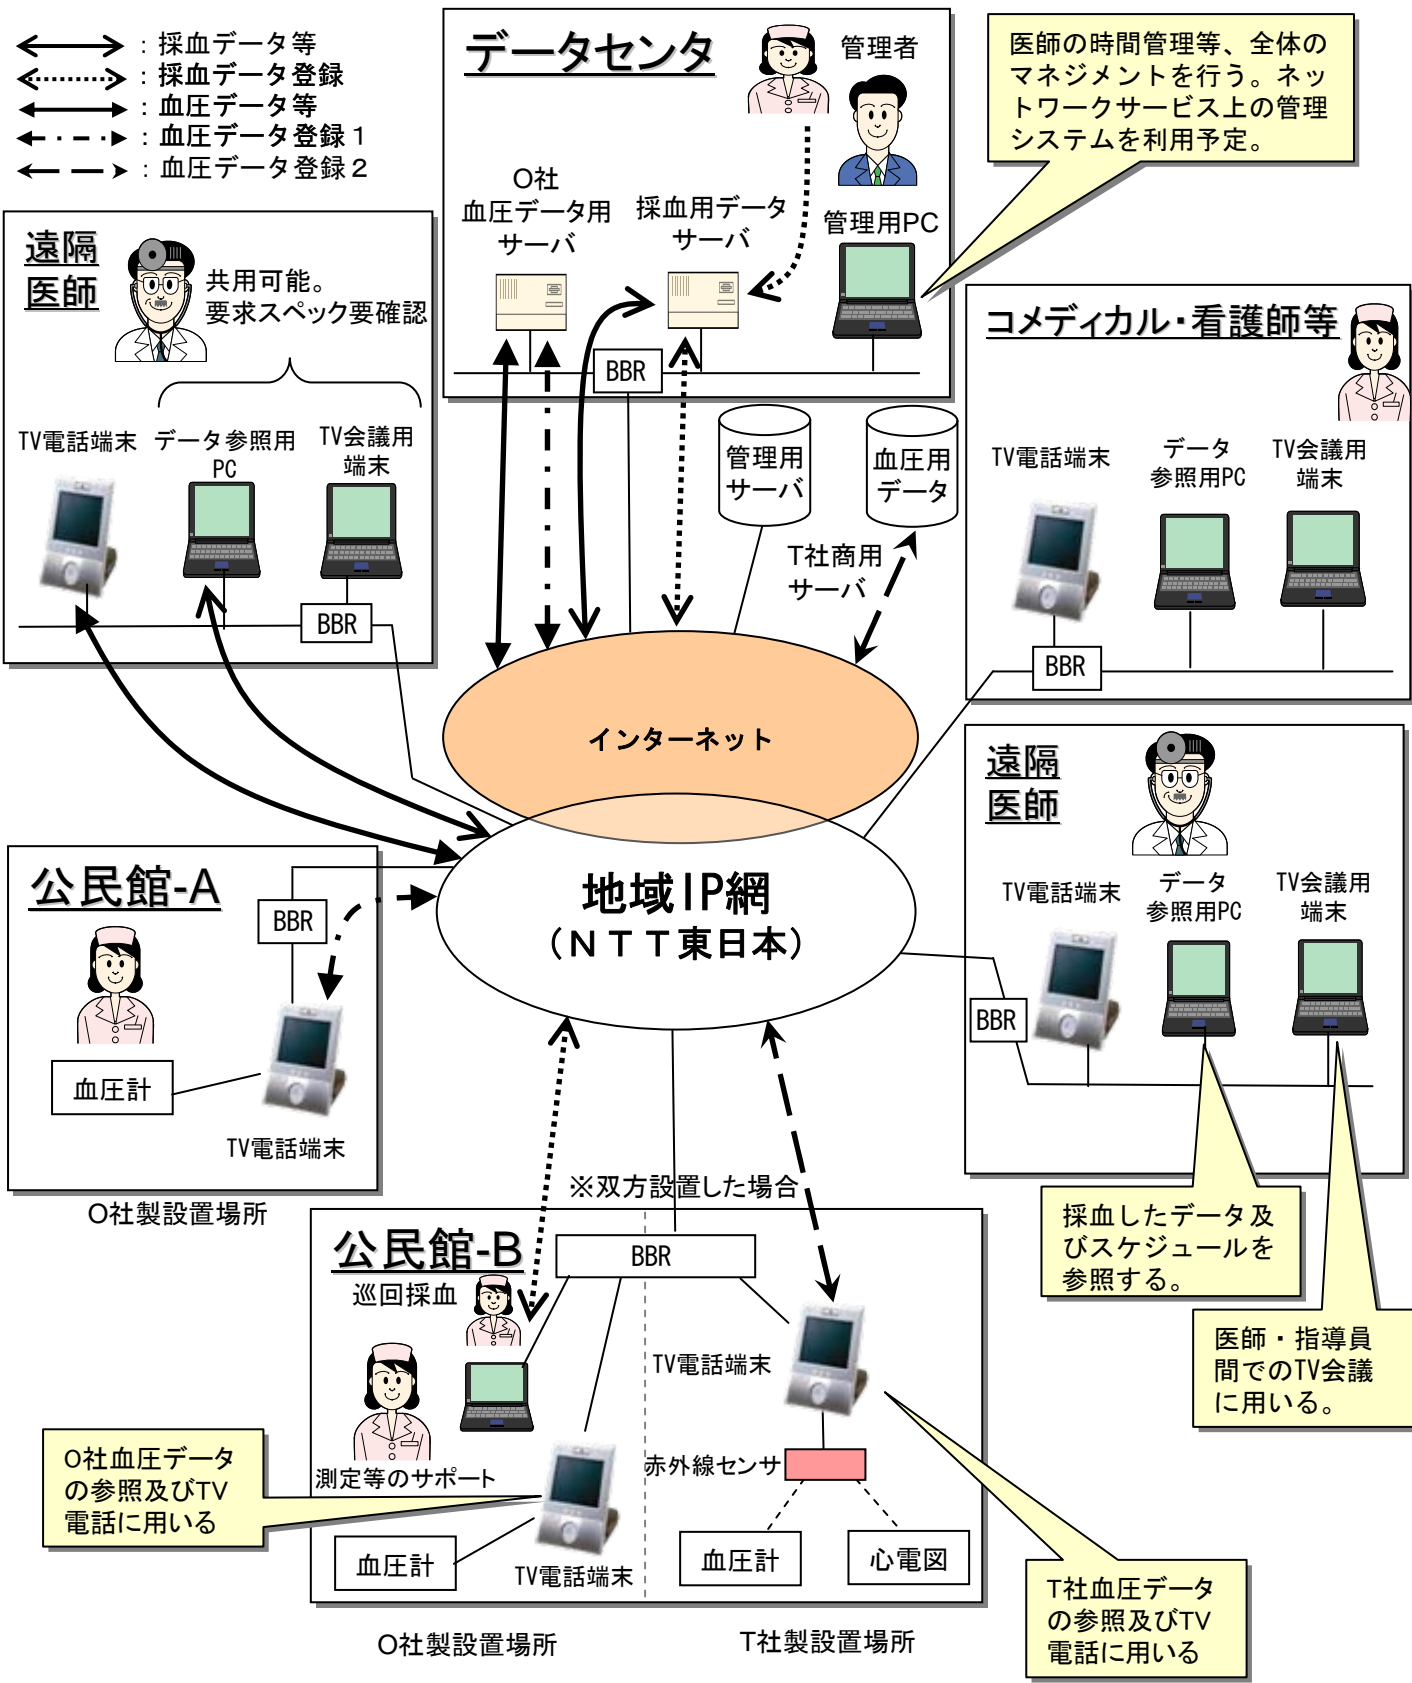 ：採血データ等
：採血データ登録
：血圧データ等
：血圧データ登録１
：血圧データ登録２
データセンタ
管理者
O社
血圧データ用
サーバ
採血用データ
サーバ
管理用PC
BBR
医師の時間管理等、全体の
マネジメントを行う。ネッ
トワークサービス上の管理
システムを利用予定。
遠隔
医師
共用可能。
要求スペック要確認
TV電話端末
データ参照用
PC
TV会議用
端末
BBR
管理用
サーバ
血圧用
データ
T社商用
サーバ
コメディカル・看護師等
TV電話端末
データ
参照用PC
TV会議用
端末
BBR
インターネット
地域IP網
（ＮＴＴ東日本）
遠隔
医師
TV電話端末
データ
参照用PC
TV会議用
端末
BBR
採血したデータ及
びスケジュールを
参照する。
医師・指導員
間でのTV会議
に用いる。
公民館-A
BBR
血圧計
TV電話端末
O社製設置場所
※双方設置した場合
公民館-B
巡回採血
BBR
TV電話端末
測定等のサポート
赤外線センサ
血圧計
TV電話端末
血圧計
心電図
O社製設置場所
T社製設置場所
O社血圧データ
の参照及びTV
電話に用いる
T社血圧データ
の参照及びTV
電話に用いる